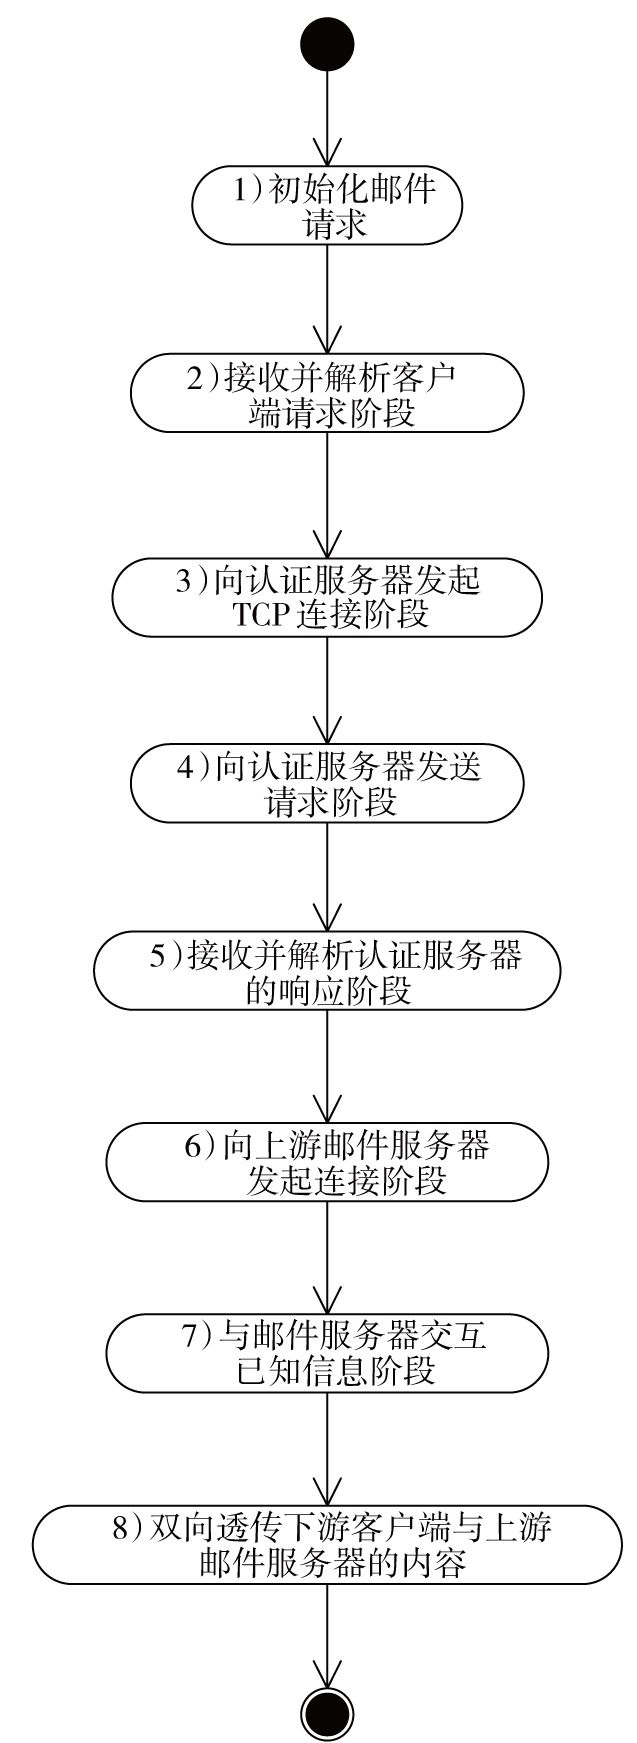 1)初始化邮件
请求
2)接收并解析客户
端请求阶段
3)向认证服务器发起
TCP连接阶段
4)向认证服务器发送
请求阶段
5)接收并解析认证服务器
的响应阶段
6)向上游邮件服务器
发起连接阶段
7)与邮件服务器交互
已知信息阶段
8)双向透传下游客户端与上游
邮件服务器的内容